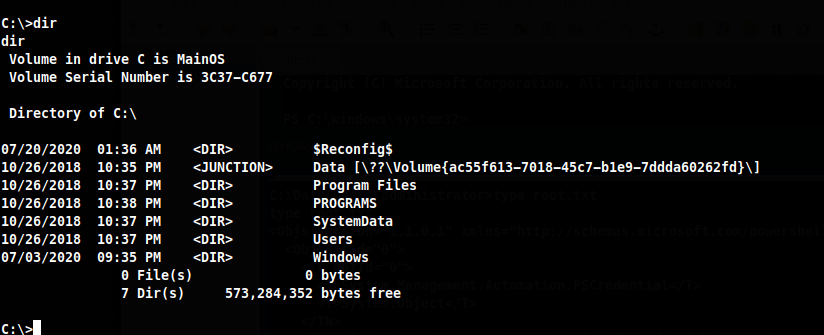 C:\>dir
dir
 Volume in drive C is MainOS
 Volume Serial Number is 3C37-C677

 Directory of C:\

07/20/2020  01:36 AM    <DIR>          $Reconfig$
10/26/2018  10:35 PM    <JUNCTION>     Data [\??\Volume{ac55f613-7018-45c7-b1e9-7ddda60262fd}\]
10/26/2018  10:37 PM    <DIR>          Program Files
10/26/2018  10:38 PM    <DIR>          PROGRAMS
10/26/2018  10:37 PM    <DIR>          SystemData
10/26/2018  10:37 PM    <DIR>          Users
07/03/2020  09:35 PM    <DIR>          Windows
               0 File(s)              0 bytes
               7 Dir(s)     573,284,352 bytes free

C:\>